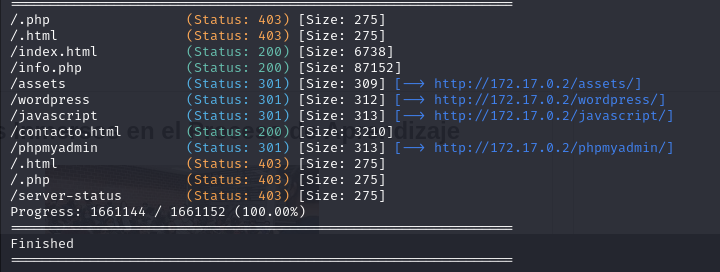 ===============================================================
/.php (Status: 403) [Size: 275]
/.html (Status: 403) [Size: 275]
/index.html (Status: 200) [Size: 6738]
/info.php (Status: 200) [Size: 87152]
/assets (Status: 301) [Size: 309] [--> http://172.17.0.2/assets/]
/wordpress (Status: 301) [Size: 312] [--> http://172.17.0.2/wordpress/]
/javascript (Status: 301) [Size: 313] [--> http://172.17.0.2/javascript/]
/contacto.html (Status: 200) [Size: 3210]
/phpmyadmin (Status: 301) [Size: 313] [--> http://172.17.0.2/phpmyadmin/]
/.html (Status: 403) [Size: 275]
/.php (Status: 403) [Size: 275]
/server-status (Status: 403) [Size: 275]
Progress: 1661144 / 1661152 (100.00%)
===============================================================
Finished
===============================================================